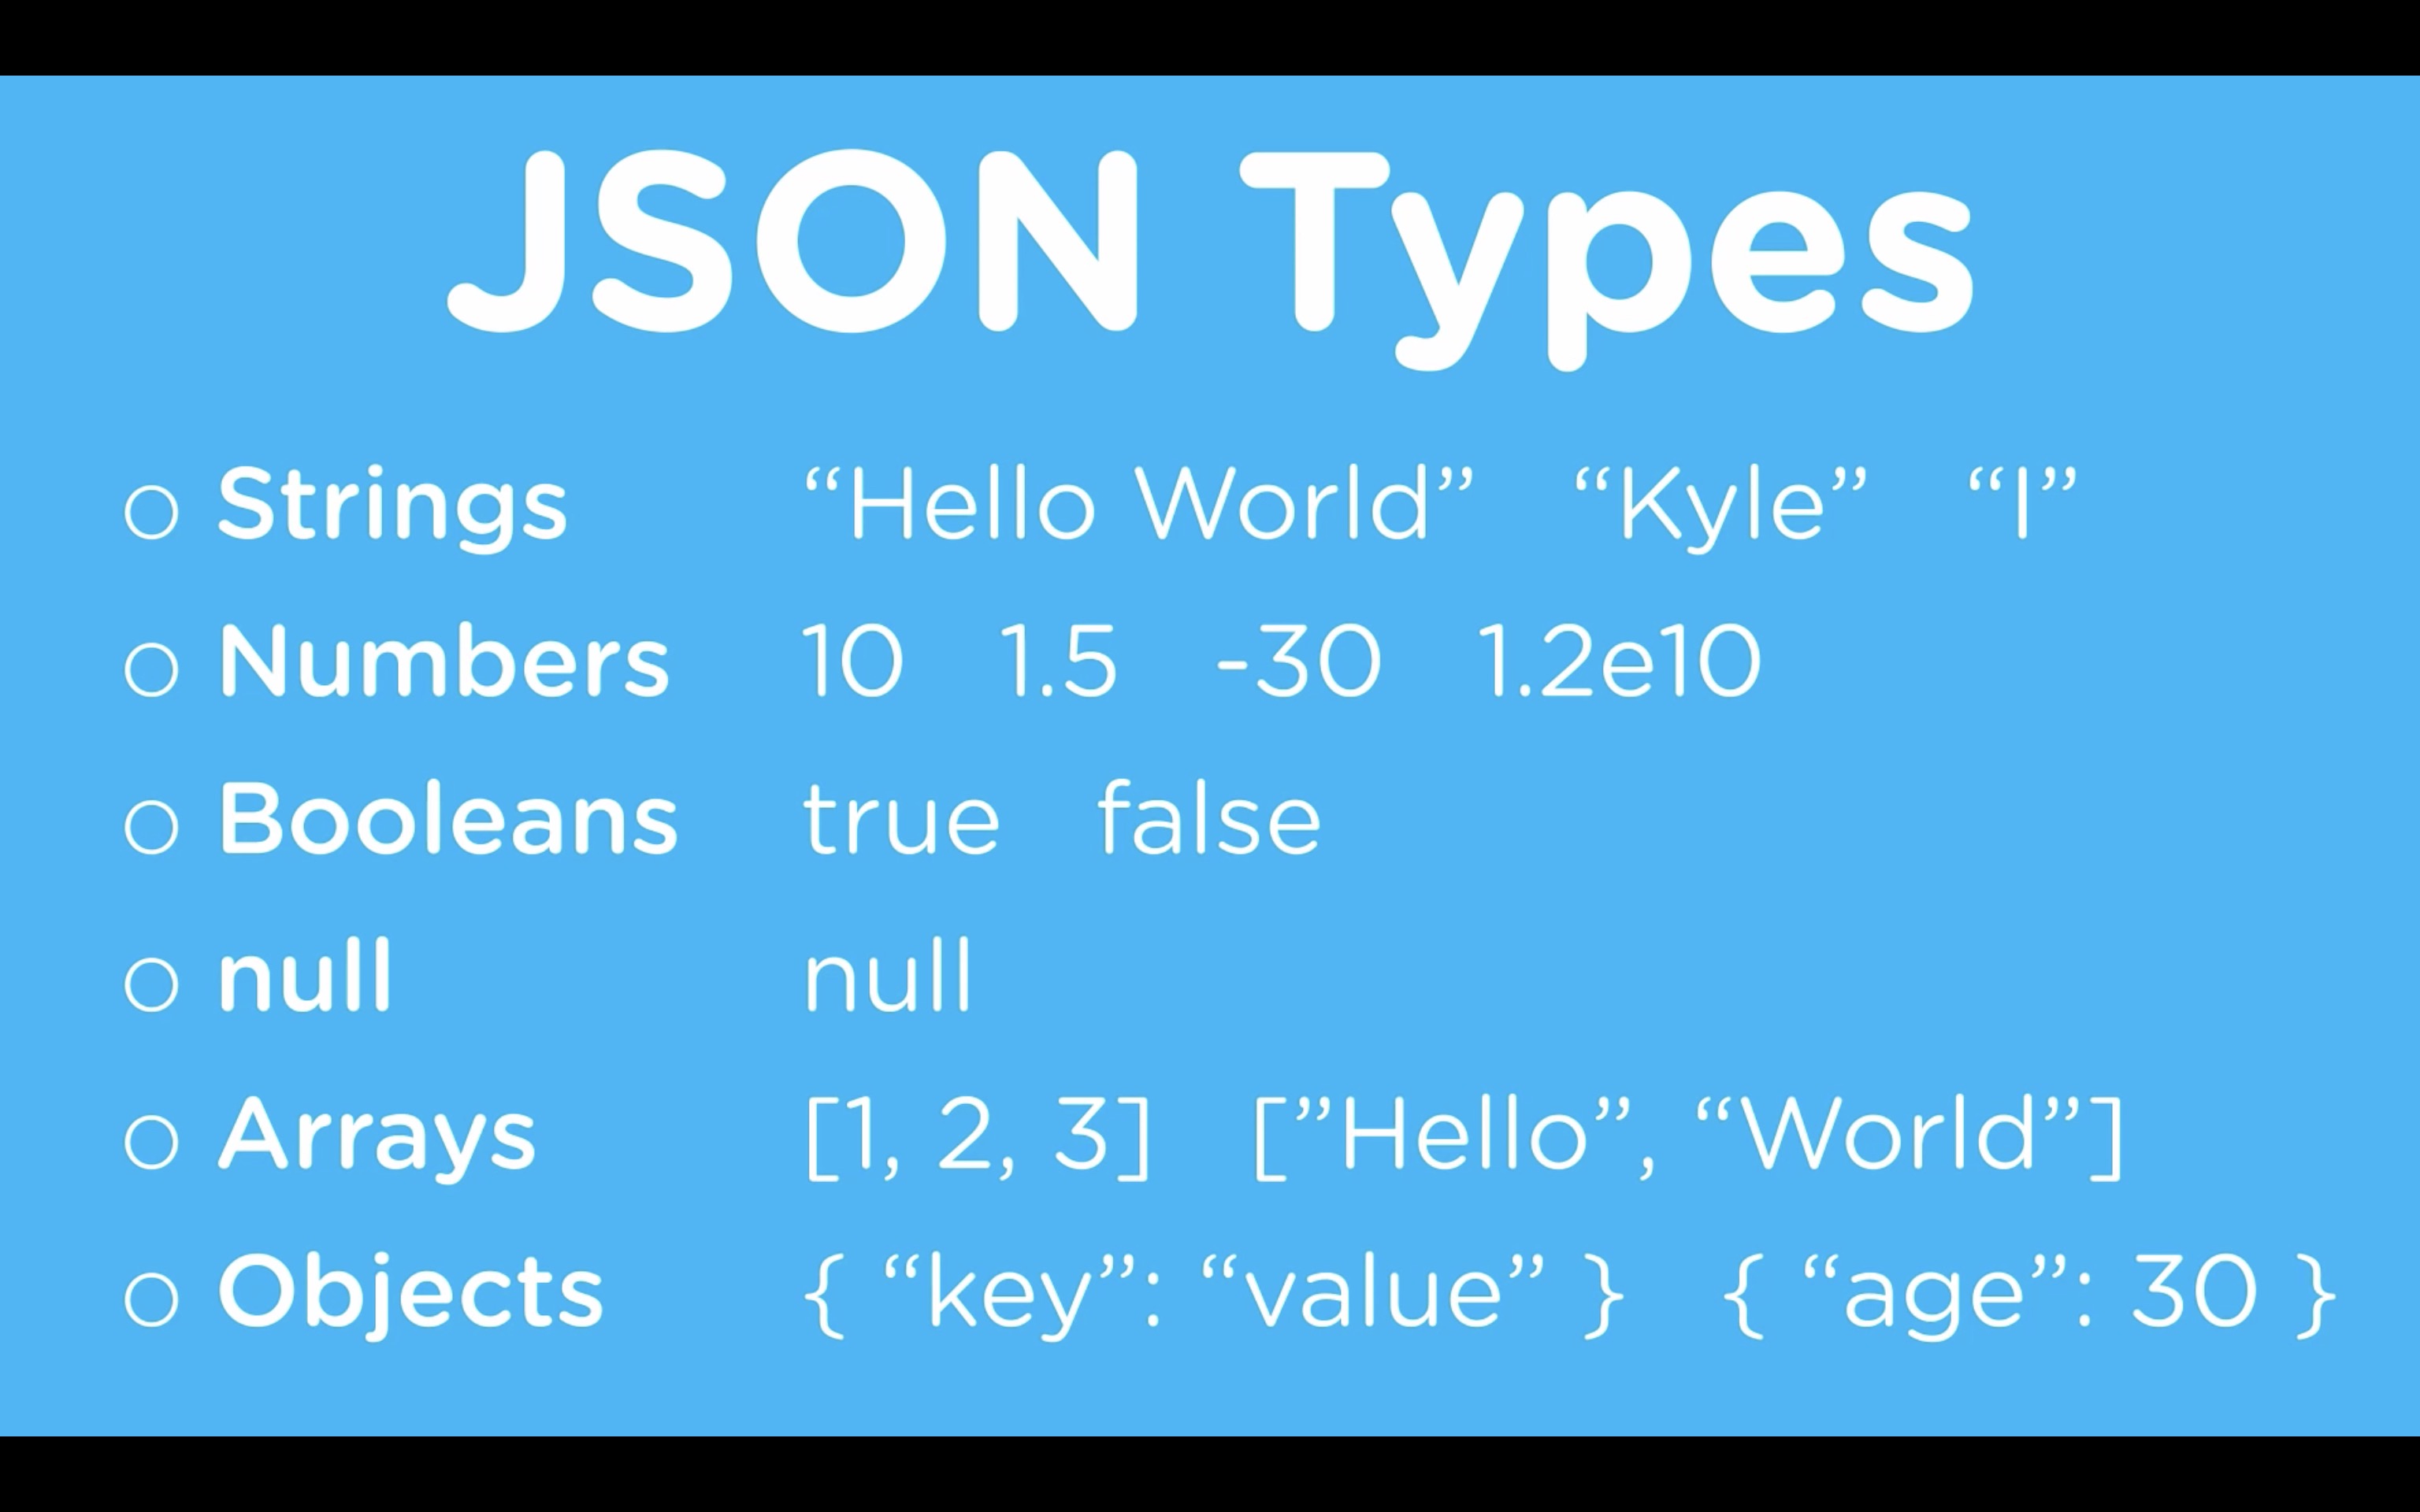 JSON Types
Strings “Hello World” “Kyle” “I”
Numbers 10 1.5 -30 1.2e10
Booleans true false
null null
Arrays [1, 2, 3] [”Hello”, “World”]
Objects { “key”: “value” } { “age”: 30 }